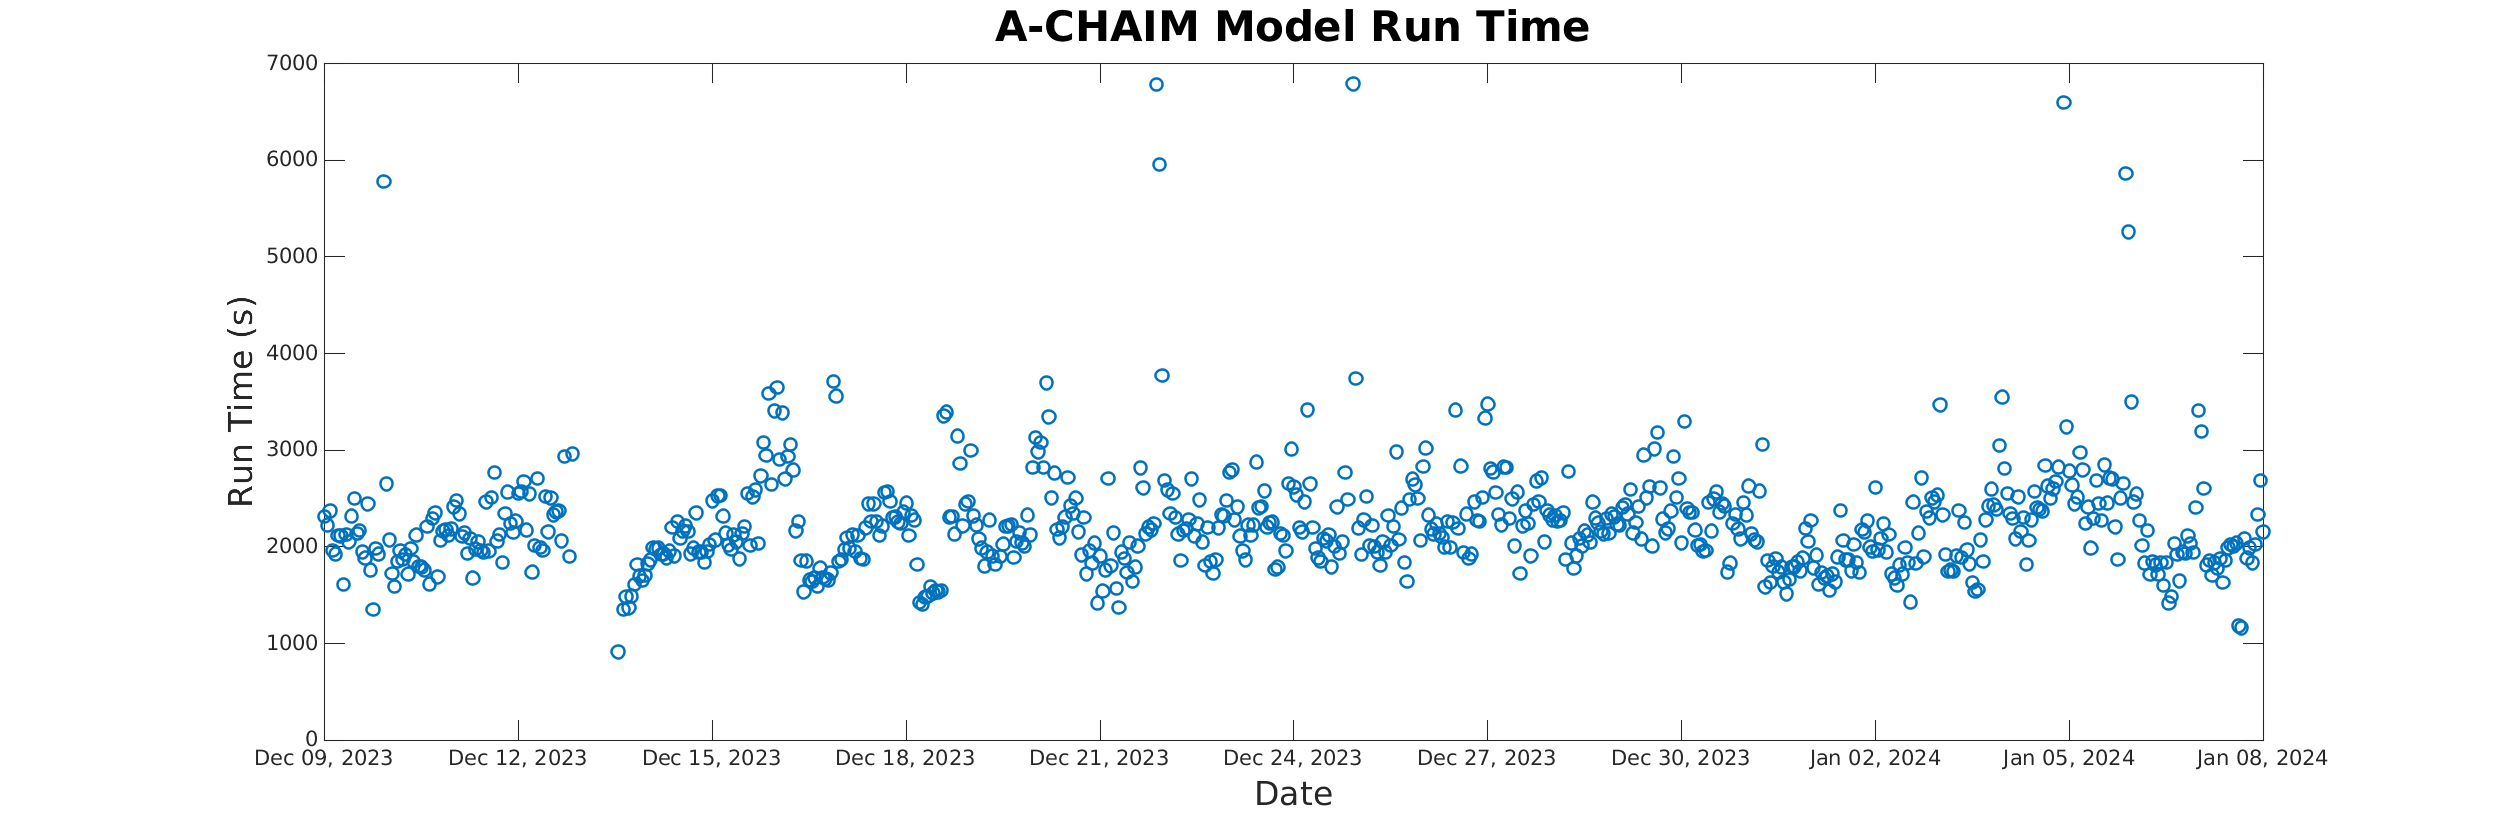 A-CHAIM Model Run Time
7000
6000
5000
4000
3000
2000
1000
0
Run Time (s)
Dec 09, 2023 Dec 12, 2023 Dec 15, 2023 Dec 18, 2023 Dec 21, 2023 Dec 24, 2023 Dec 27, 2023 Dec 30, 2023 Jan 02, 2024 Jan 05, 2024 Jan 08, 2024
Date